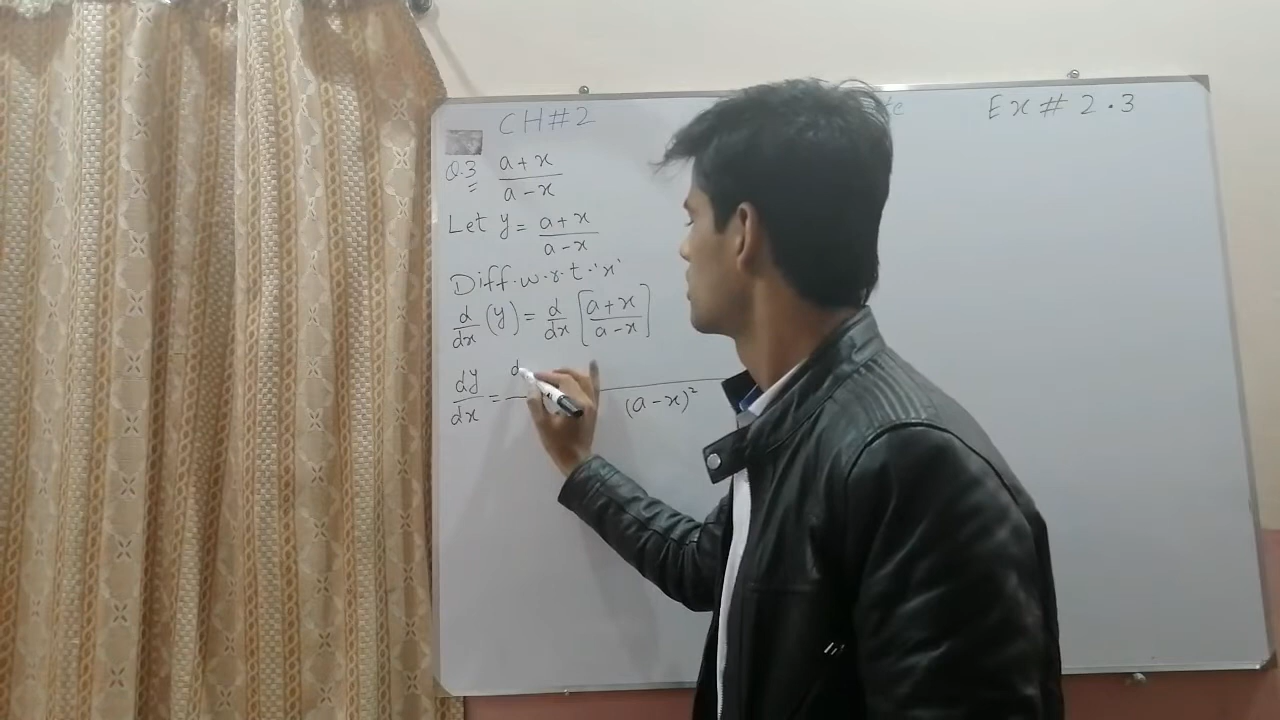 CH#2
Ex # 2.3
Q.3 a+x / a-x
Let y = a+x / a-x
Diff.w.r.t.'x'
d/dx (y) = d/dx [a+x / a-x]
dy/dx = d / (a-x)²